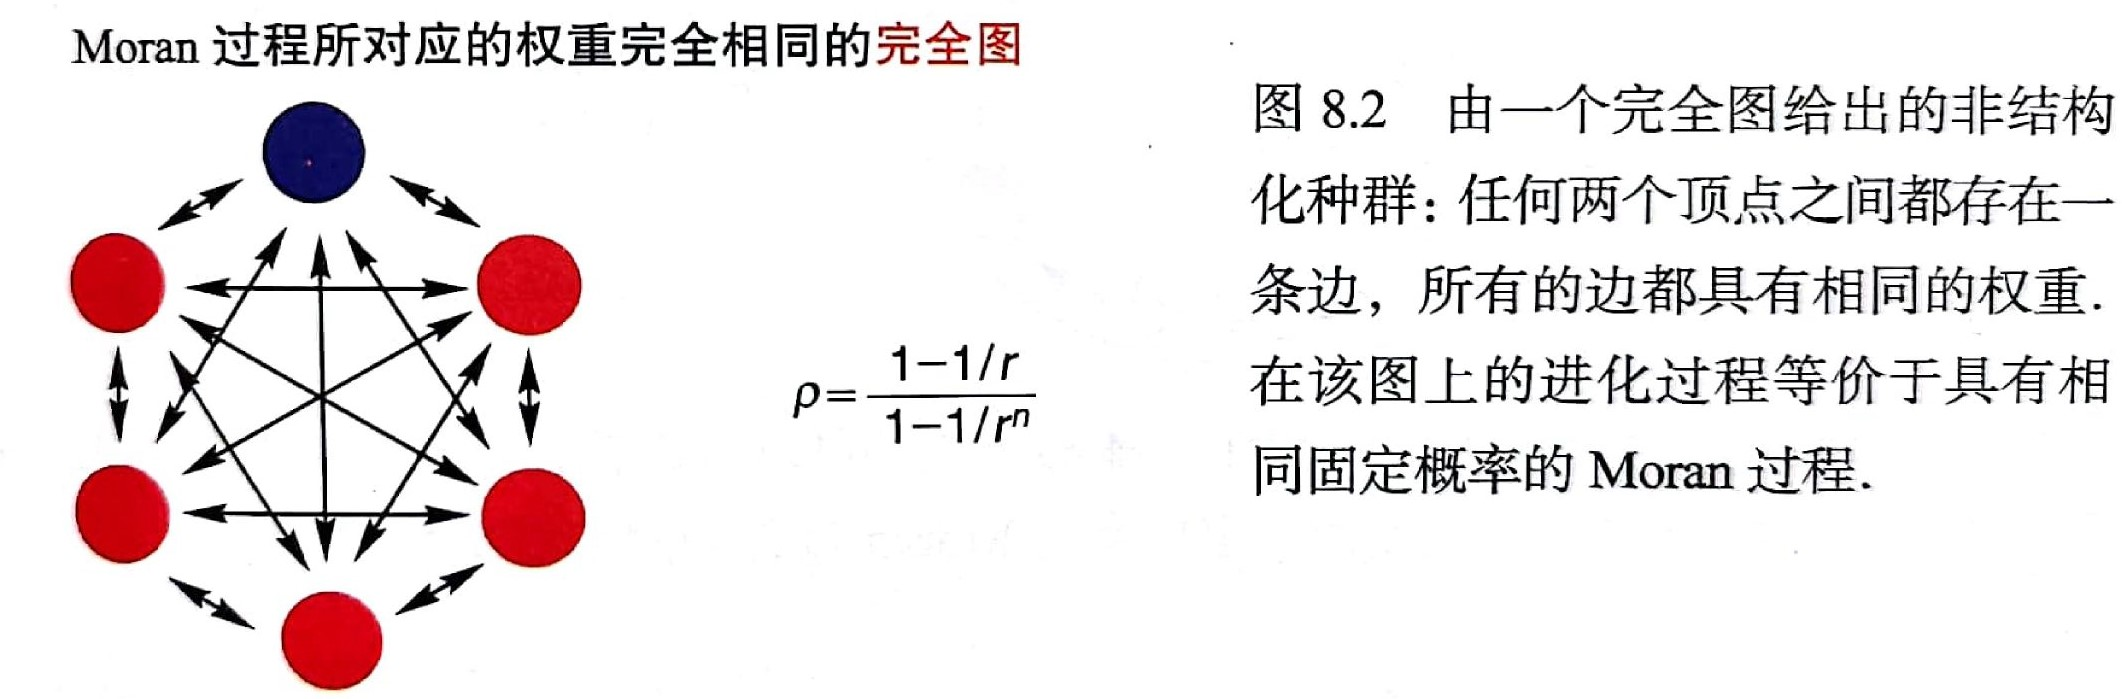 Moran 过程所对应的权重完全相同的完全图
ρ=
1−1/r
1−1/rⁿ
图 8.2 由一个完全图给出的非结构
化种群：任何两个顶点之间都存在一
条边，所有的边都具有相同的权重.
在该图上的进化过程等价于具有相
同固定概率的 Moran 过程.